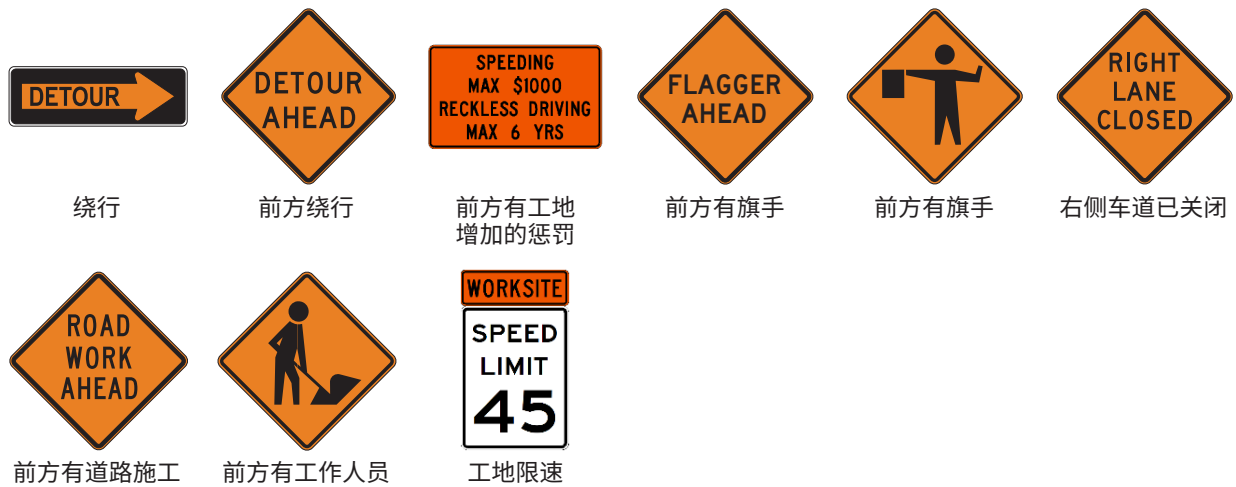 DETOUR
DETOUR
AHEAD
SPEEDING
MAX $1000
RECKLESS DRIVING
MAX 6 YRS
FLAGGER
AHEAD
RIGHT
LANE
CLOSED
绕行
前方绕行
前方有工地
增加的惩罚
前方有旗手
前方有旗手
右侧车道已关闭
ROAD
WORK
AHEAD
WORKSITE
SPEED
LIMIT
45
前方有道路施工
前方有工作人员
工地限速